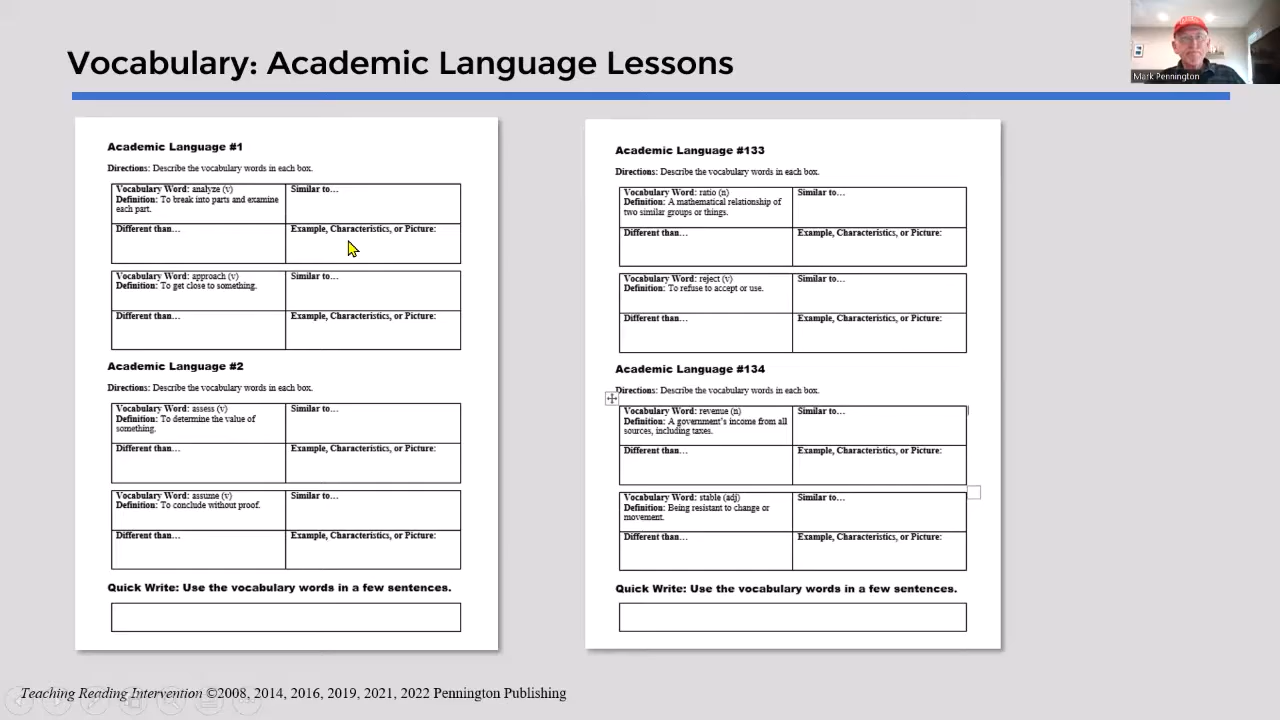 Vocabulary: Academic Language Lessons
Mark Pennington
Academic Language #1
Directions: Describe the vocabulary words in each box.
Vocabulary Word: analyze (v)
Definition: To break into parts and examine
each part.
Similar to…
Different than…
Example, Characteristics, or Picture:
Vocabulary Word: approach (v)
Definition: To get close to something.
Similar to…
Different than…
Example, Characteristics, or Picture:
Academic Language #2
Directions: Describe the vocabulary words in each box.
Vocabulary Word: assess (v)
Definition: To determine the value of
something.
Similar to…
Different than…
Example, Characteristics, or Picture:
Vocabulary Word: assume (v)
Definition: To conclude without proof.
Similar to…
Different than…
Example, Characteristics, or Picture:
Quick Write: Use the vocabulary words in a few sentences.
Academic Language #133
Directions: Describe the vocabulary words in each box.
Vocabulary Word: ratio (n)
Definition: A mathematical relationship of
two similar groups or things.
Similar to…
Different than…
Example, Characteristics, or Picture:
Vocabulary Word: reject (v)
Definition: To refuse to accept or use.
Similar to…
Different than…
Example, Characteristics, or Picture:
Academic Language #134
Directions: Describe the vocabulary words in each box.
Vocabulary Word: revenue (n)
Definition: A government's income from all
sources, including taxes.
Similar to…
Different than…
Example, Characteristics, or Picture:
Vocabulary Word: stable (adj)
Definition: Being resistant to change or
movement.
Similar to…
Different than…
Example, Characteristics, or Picture:
Quick Write: Use the vocabulary words in a few sentences.
Teaching Reading Intervention ©2008, 2014, 2016, 2019, 2021, 2022 Pennington Publishing